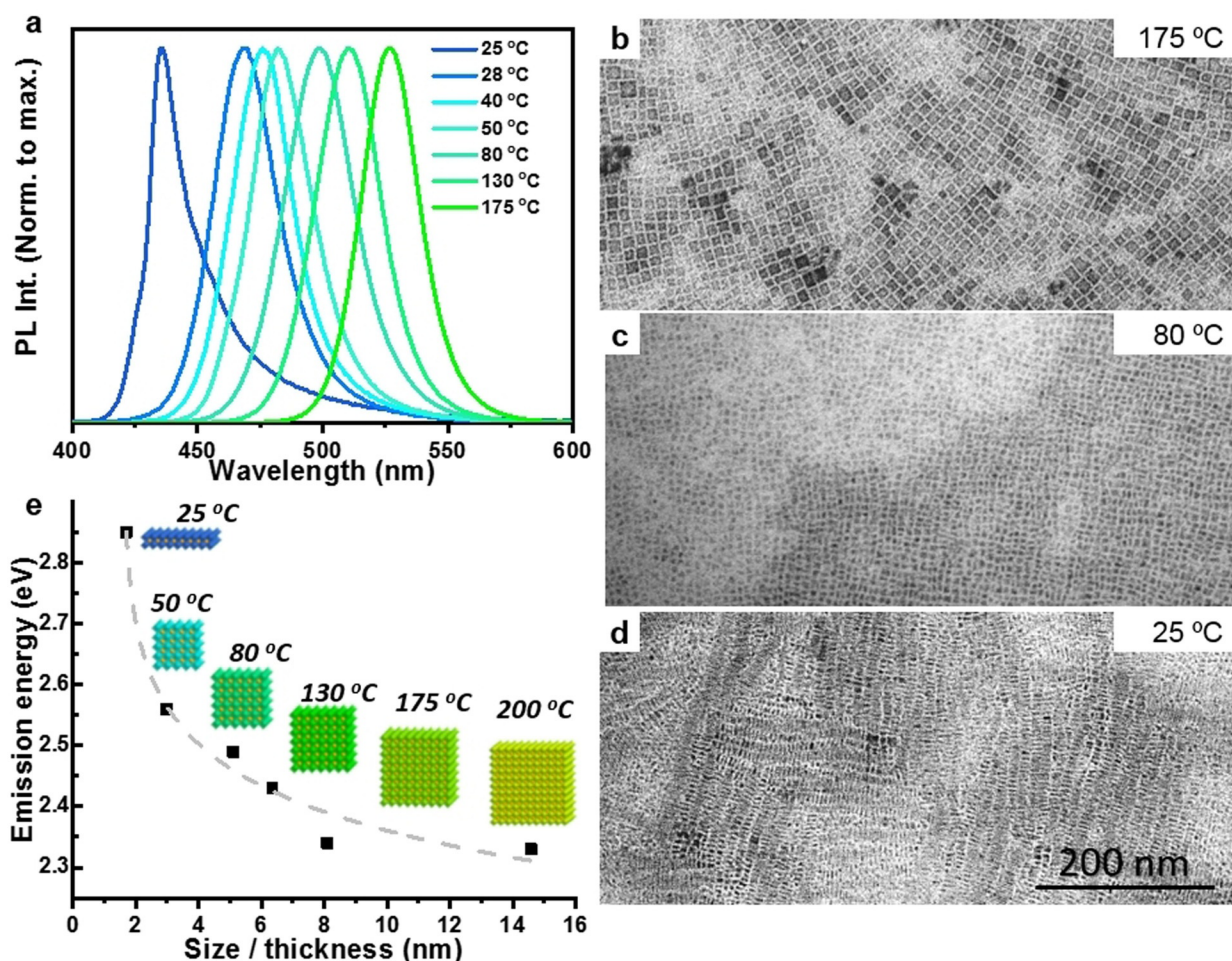 a
PL Int. (Norm. to max.)
25 °C
28 °C
40 °C
50 °C
80 °C
130 °C
175 °C
400 450 500 550 600
Wavelength (nm)
b
175 °C
c
80 °C
d
25 °C
200 nm
e
Emission energy (eV)
2.8
2.7
2.6
2.5
2.4
2.3
25 °C
50 °C
80 °C
130 °C
175 °C
200 °C
0 2 4 6 8 10 12 14 16
Size / thickness (nm)